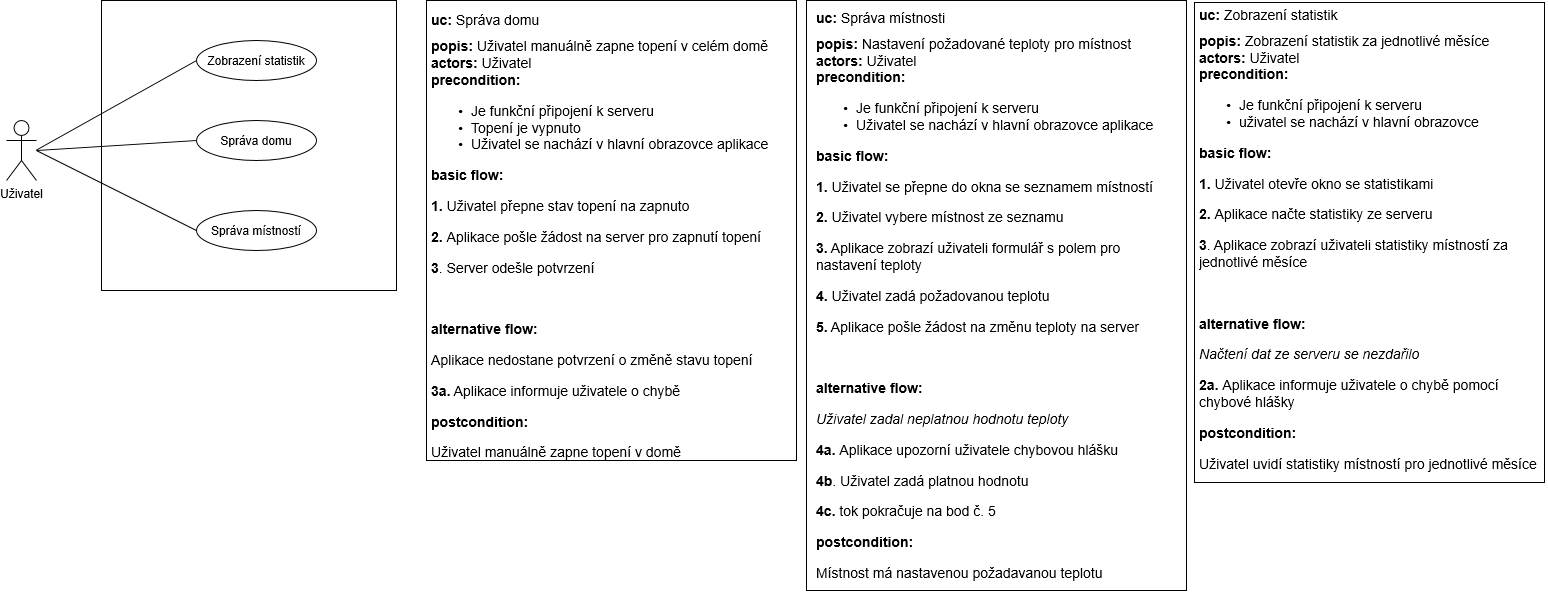 Zobrazení statistik
Správa domu
Správa místností
Uživatel
uc: Správa domu
popis: Uživatel manuálně zapne topení v celém domě
actors: Uživatel
precondition:
• Je funkční připojení k serveru
• Topení je vypnuto
• Uživatel se nachází v hlavní obrazovce aplikace
basic flow:
1. Uživatel přepne stav topení na zapnuto
2. Aplikace pošle žádost na server pro zapnutí topení
3. Server odešle potvrzení
alternative flow:
Aplikace nedostane potvrzení o změně stavu topení
3a. Aplikace informuje uživatele o chybě
postcondition:
Uživatel manuálně zapne topení v domě
uc: Správa místnosti
popis: Nastavení požadované teploty pro místnost
actors: Uživatel
precondition:
• Je funkční připojení k serveru
• Uživatel se nachází v hlavní obrazovce aplikace
basic flow:
1. Uživatel se přepne do okna se seznamem místností
2. Uživatel vybere místnost ze seznamu
3. Aplikace zobrazí uživateli formulář s polem pro
nastavení teploty
4. Uživatel zadá požadovanou teplotu
5. Aplikace pošle žádost na změnu teploty na server
alternative flow:
Uživatel zadal neplatnou hodnotu teploty
4a. Aplikace upozorní uživatele chybovou hlášku
4b. Uživatel zadá platnou hodnotu
4c. tok pokračuje na bod č. 5
postcondition:
Místnost má nastavenou požadavanou teplotu
uc: Zobrazení statistik
popis: Zobrazení statistik za jednotlivé měsíce
actors: Uživatel
precondition:
• Je funkční připojení k serveru
• uživatel se nachází v hlavní obrazovce
basic flow:
1. Uživatel otevře okno se statistikami
2. Aplikace načte statistiky ze serveru
3. Aplikace zobrazí uživateli statistiky místností za
jednotlivé měsíce
alternative flow:
Načtení dat ze serveru se nezdařilo
2a. Aplikace informuje uživatele o chybě pomocí
chybové hlášky
postcondition:
Uživatel uvidí statistiky místností pro jednotlivé měsíce